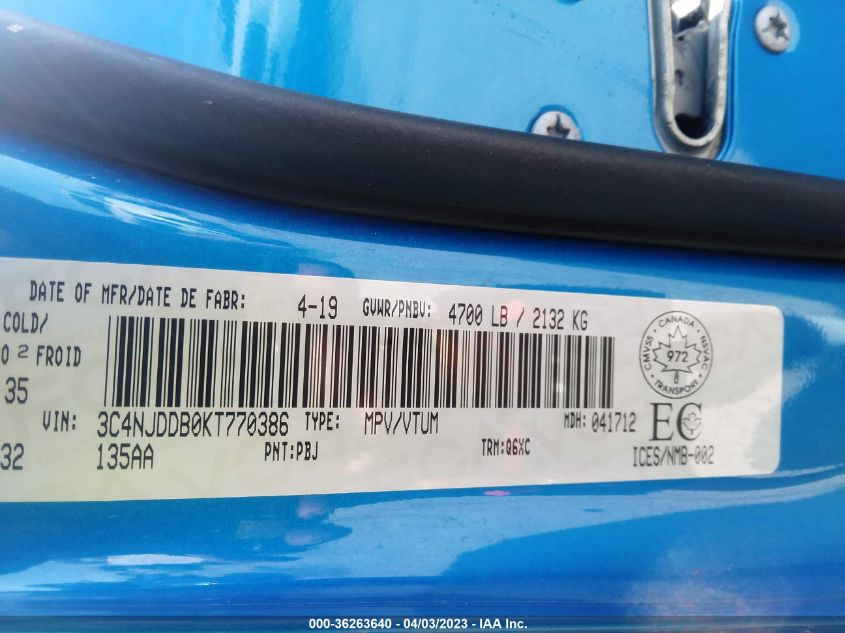 DATE OF MFR/DATE DE FABR: 4-19 GVWR/PNBV: 4700 LB / 2132 KG
COLD/
O 2 FROID
35
CANADA
CMVSS NSVAC
972
TRANSPORT
VIN: 3C4NJDDB0KT770386 TYPE: MPV/VTUM MDH: 041712 EC
32 135AA PNT:PBJ TRM:Q6XC ICES/NMB-002
000-36263640 - 04/03/2023 - IAA Inc.